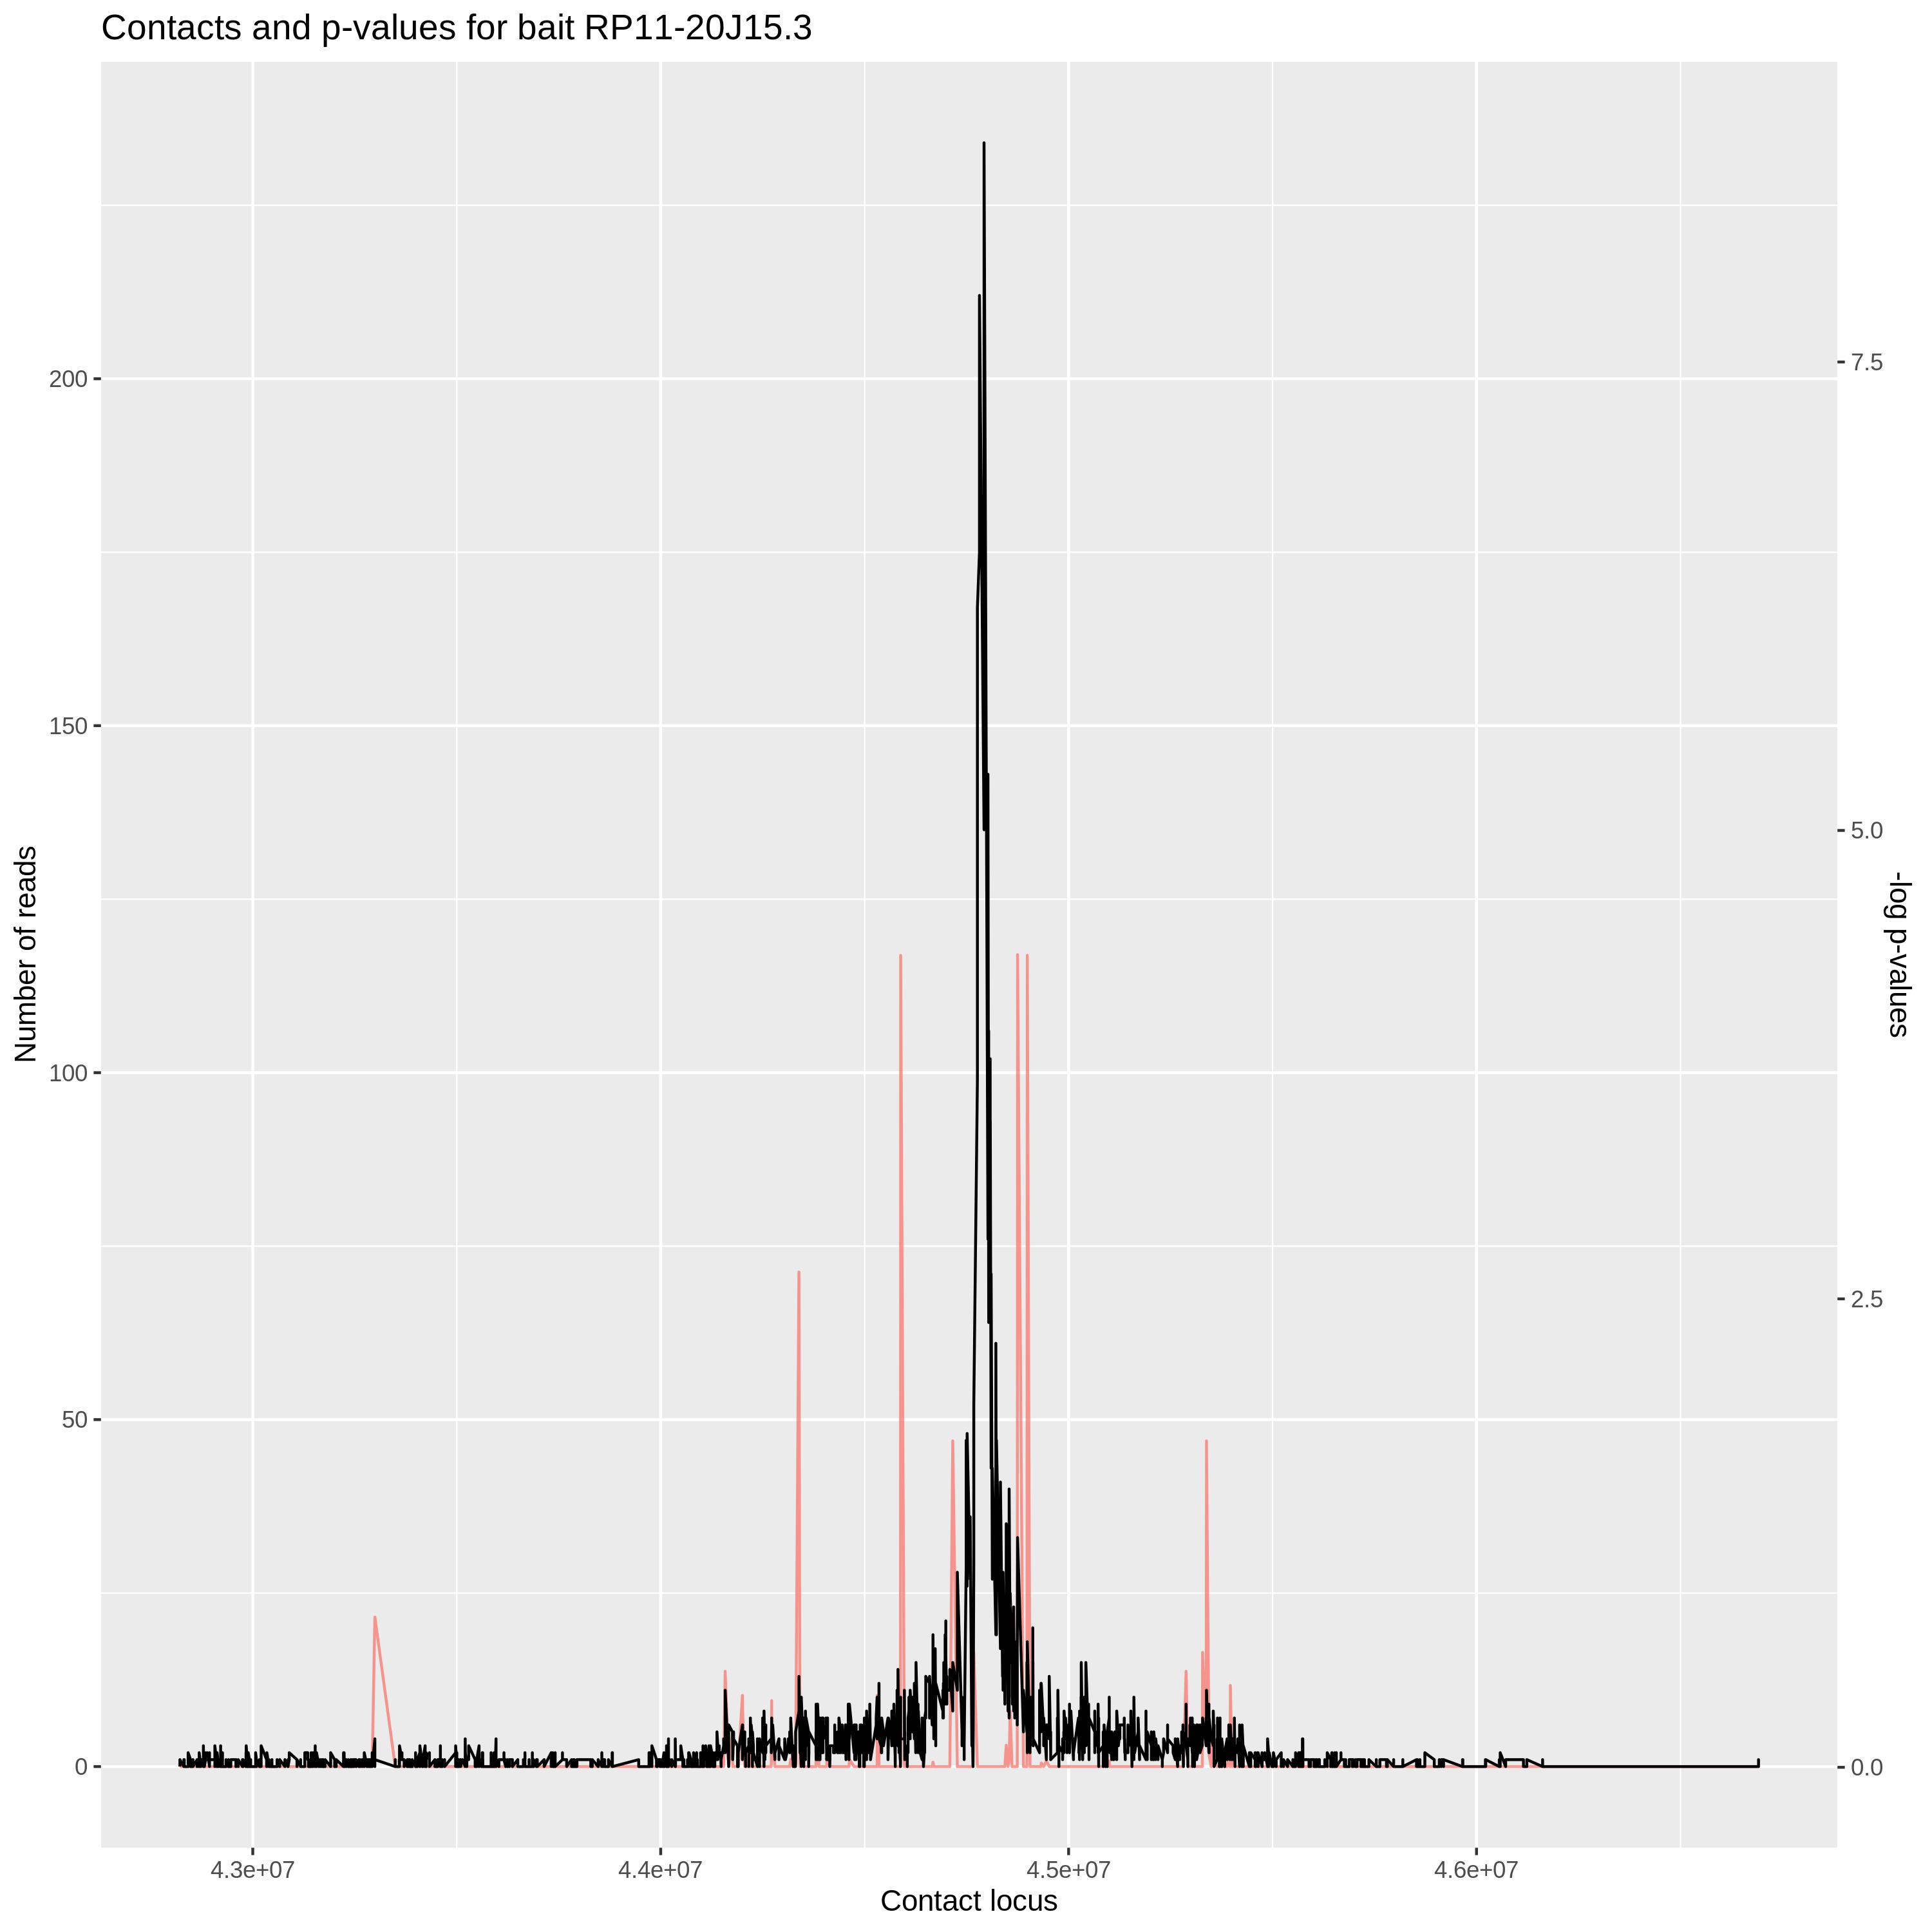 Contacts and p-values for bait RP11-20J15.3
Number of reads
200
150
100
50
0
7.5
5.0
2.5
0.0
-log p-values
4.3e+07 4.4e+07 4.5e+07 4.6e+07
Contact locus